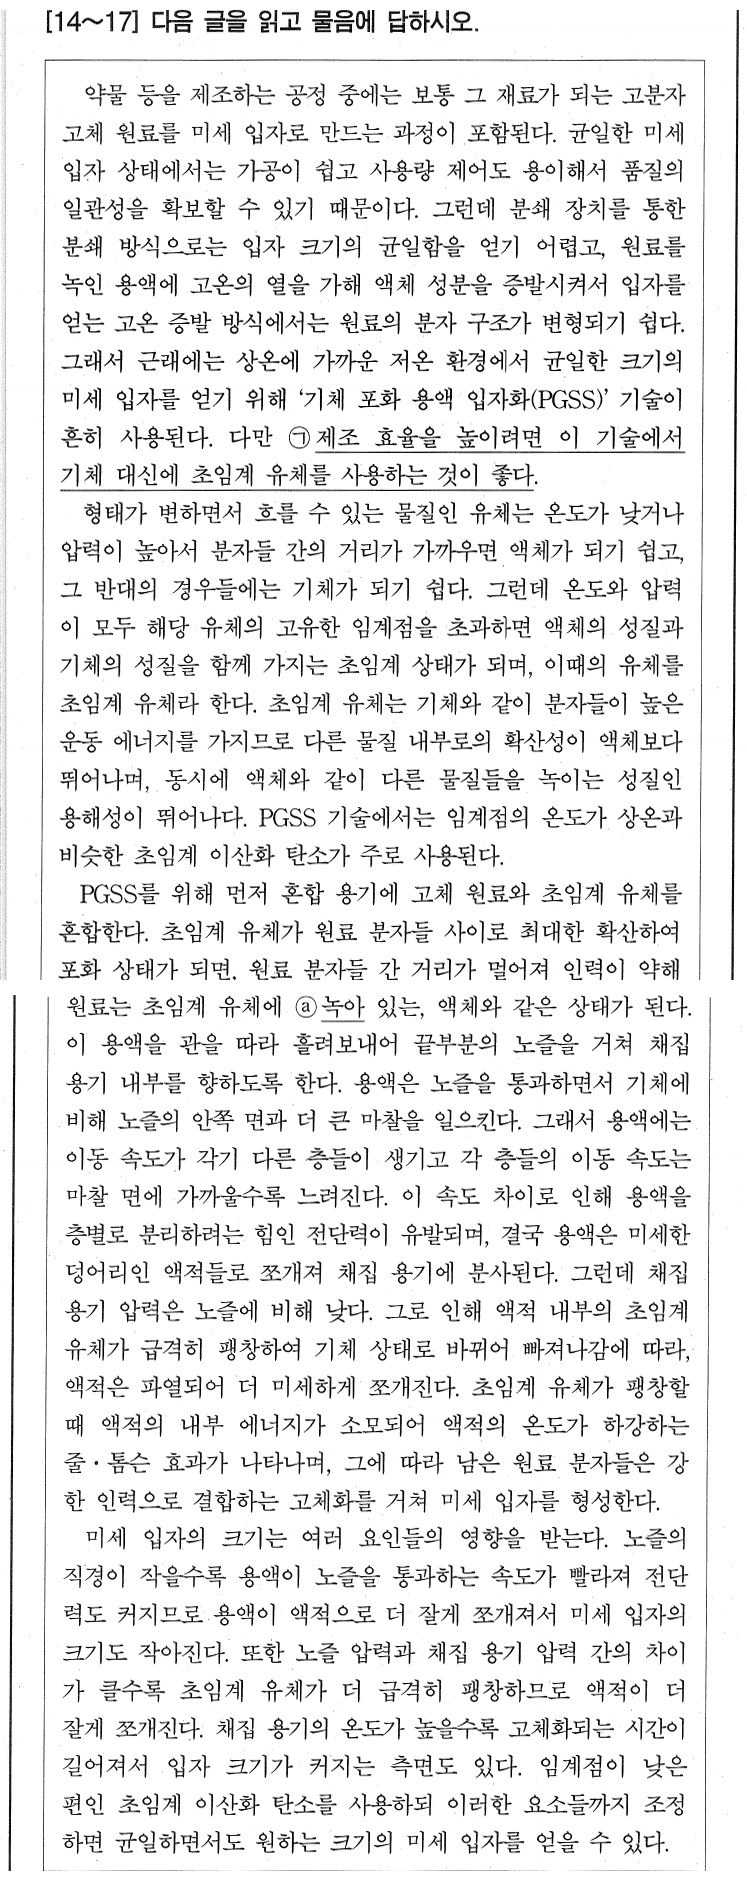 [14～17] 다음 글을 읽고 물음에 답하시오.
약물 등을 제조하는 공정 중에는 보통 그 재료가 되는 고분자
고체 원료를 미세 입자로 만드는 과정이 포함된다. 균일한 미세
입자 상태에서는 가공이 쉽고 사용량 제어도 용이해서 품질의
일관성을 확보할 수 있기 때문이다. 그런데 분쇄 장치를 통한
분쇄 방식으로는 입자 크기의 균일함을 얻기 어렵고, 원료를
녹인 용액에 고온의 열을 가해 액체 성분을 증발시켜서 입자를
얻는 고온 증발 방식에서는 원료의 분자 구조가 변형되기 쉽다.
그래서 근래에는 상온에 가까운 저온 환경에서 균일한 크기의
미세 입자를 얻기 위해 ‘기체 포화 용액 입자화(PGSS)’ 기술이
흔히 사용된다. 다만 ㉠제조 효율을 높이려면 이 기술에서
기체 대신에 초임계 유체를 사용하는 것이 좋다.
형태가 변하면서 흐를 수 있는 물질인 유체는 온도가 낮거나
압력이 높아서 분자들 간의 거리가 가까우면 액체가 되기 쉽고,
그 반대의 경우들에는 기체가 되기 쉽다. 그런데 온도와 압력
이 모두 해당 유체의 고유한 임계점을 초과하면 액체의 성질과
기체의 성질을 함께 가지는 초임계 상태가 되며, 이때의 유체를
초임계 유체라 한다. 초임계 유체는 기체와 같이 분자들이 높은
운동 에너지를 가지므로 다른 물질 내부로의 확산성이 액체보다
뛰어나며, 동시에 액체와 같이 다른 물질들을 녹이는 성질인
용해성이 뛰어나다. PGSS 기술에서는 임계점의 온도가 상온과
비슷한 초임계 이산화 탄소가 주로 사용된다.
PGSS를 위해 먼저 혼합 용기에 고체 원료와 초임계 유체를
혼합한다. 초임계 유체가 원료 분자들 사이로 최대한 확산하여
포화 상태가 되면, 원료 분자들 간 거리가 멀어져 인력이 약해
원료는 초임계 유체에 ⓐ녹아 있는, 액체와 같은 상태가 된다.
이 용액을 관을 따라 흘려보내어 끝부분의 노즐을 거쳐 채집
용기 내부를 향하도록 한다. 용액은 노즐을 통과하면서 기체에
비해 노즐의 안쪽 면과 더 큰 마찰을 일으킨다. 그래서 용액에는
이동 속도가 각기 다른 층들이 생기고 각 층들의 이동 속도는
마찰 면에 가까울수록 느려진다. 이 속도 차이로 인해 용액을
층별로 분리하려는 힘인 전단력이 유발되며, 결국 용액은 미세한
덩어리인 액적들로 쪼개져 채집 용기에 분사된다. 그런데 채집
용기 압력은 노즐에 비해 낮다. 그로 인해 액적 내부의 초임계
유체가 급격히 팽창하여 기체 상태로 바뀌어 빠져나감에 따라,
액적은 파열되어 더 미세하게 쪼개진다. 초임계 유체가 팽창할
때 액적의 내부 에너지가 소모되어 액적의 온도가 하강하는
줄·톰슨 효과가 나타나며, 그에 따라 남은 원료 분자들은 강
한 인력으로 결합하는 고체화를 거쳐 미세 입자를 형성한다.
미세 입자의 크기는 여러 요인들의 영향을 받는다. 노즐의
직경이 작을수록 용액이 노즐을 통과하는 속도가 빨라져 전단
력도 커지므로 용액이 액적으로 더 잘게 쪼개져서 미세 입자의
크기도 작아진다. 또한 노즐 압력과 채집 용기 압력 간의 차이
가 클수록 초임계 유체가 더 급격히 팽창하므로 액적이 더
잘게 쪼개진다. 채집 용기의 온도가 높을수록 고체화되는 시간이
길어져서 입자 크기가 커지는 측면도 있다. 임계점이 낮은
편인 초임계 이산화 탄소를 사용하되 이러한 요소들까지 조정
하면 균일하면서도 원하는 크기의 미세 입자를 얻을 수 있다.